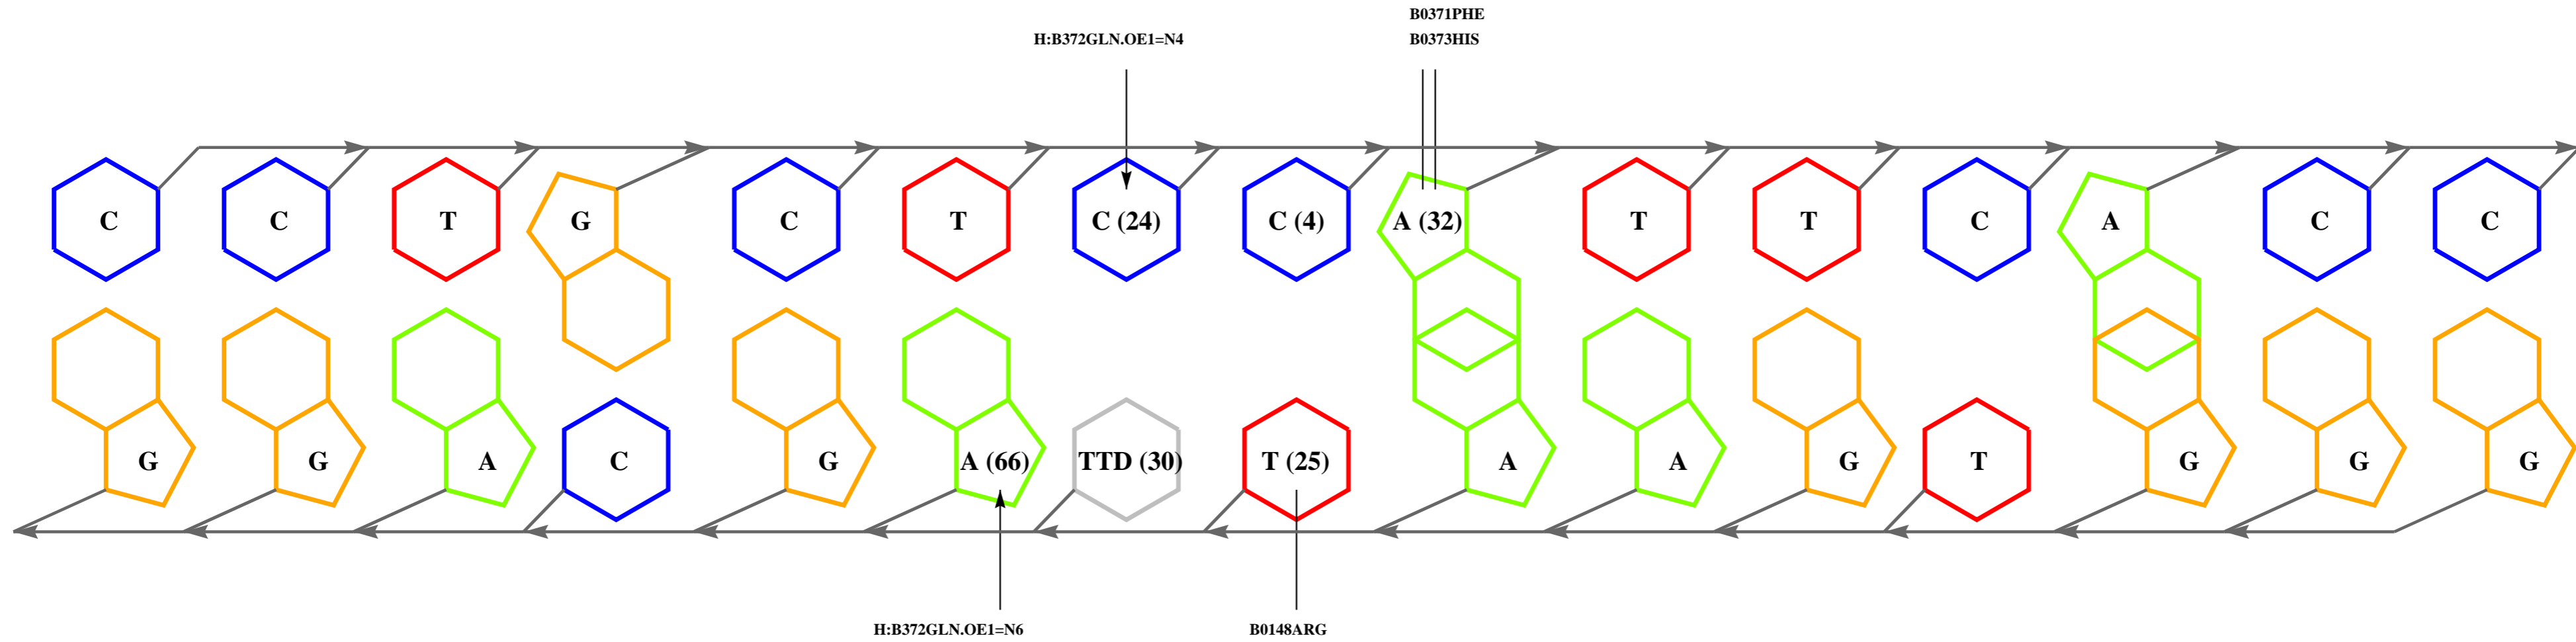 B0371PHE
H:B372GLN.OE1=N4 B0373HIS
C C T G C T C (24) C (4) A (32) T T C A C C
G G A C G A (66) TTD (30) T (25) A A G T G G G
H:B372GLN.OE1=N6 B0148ARG